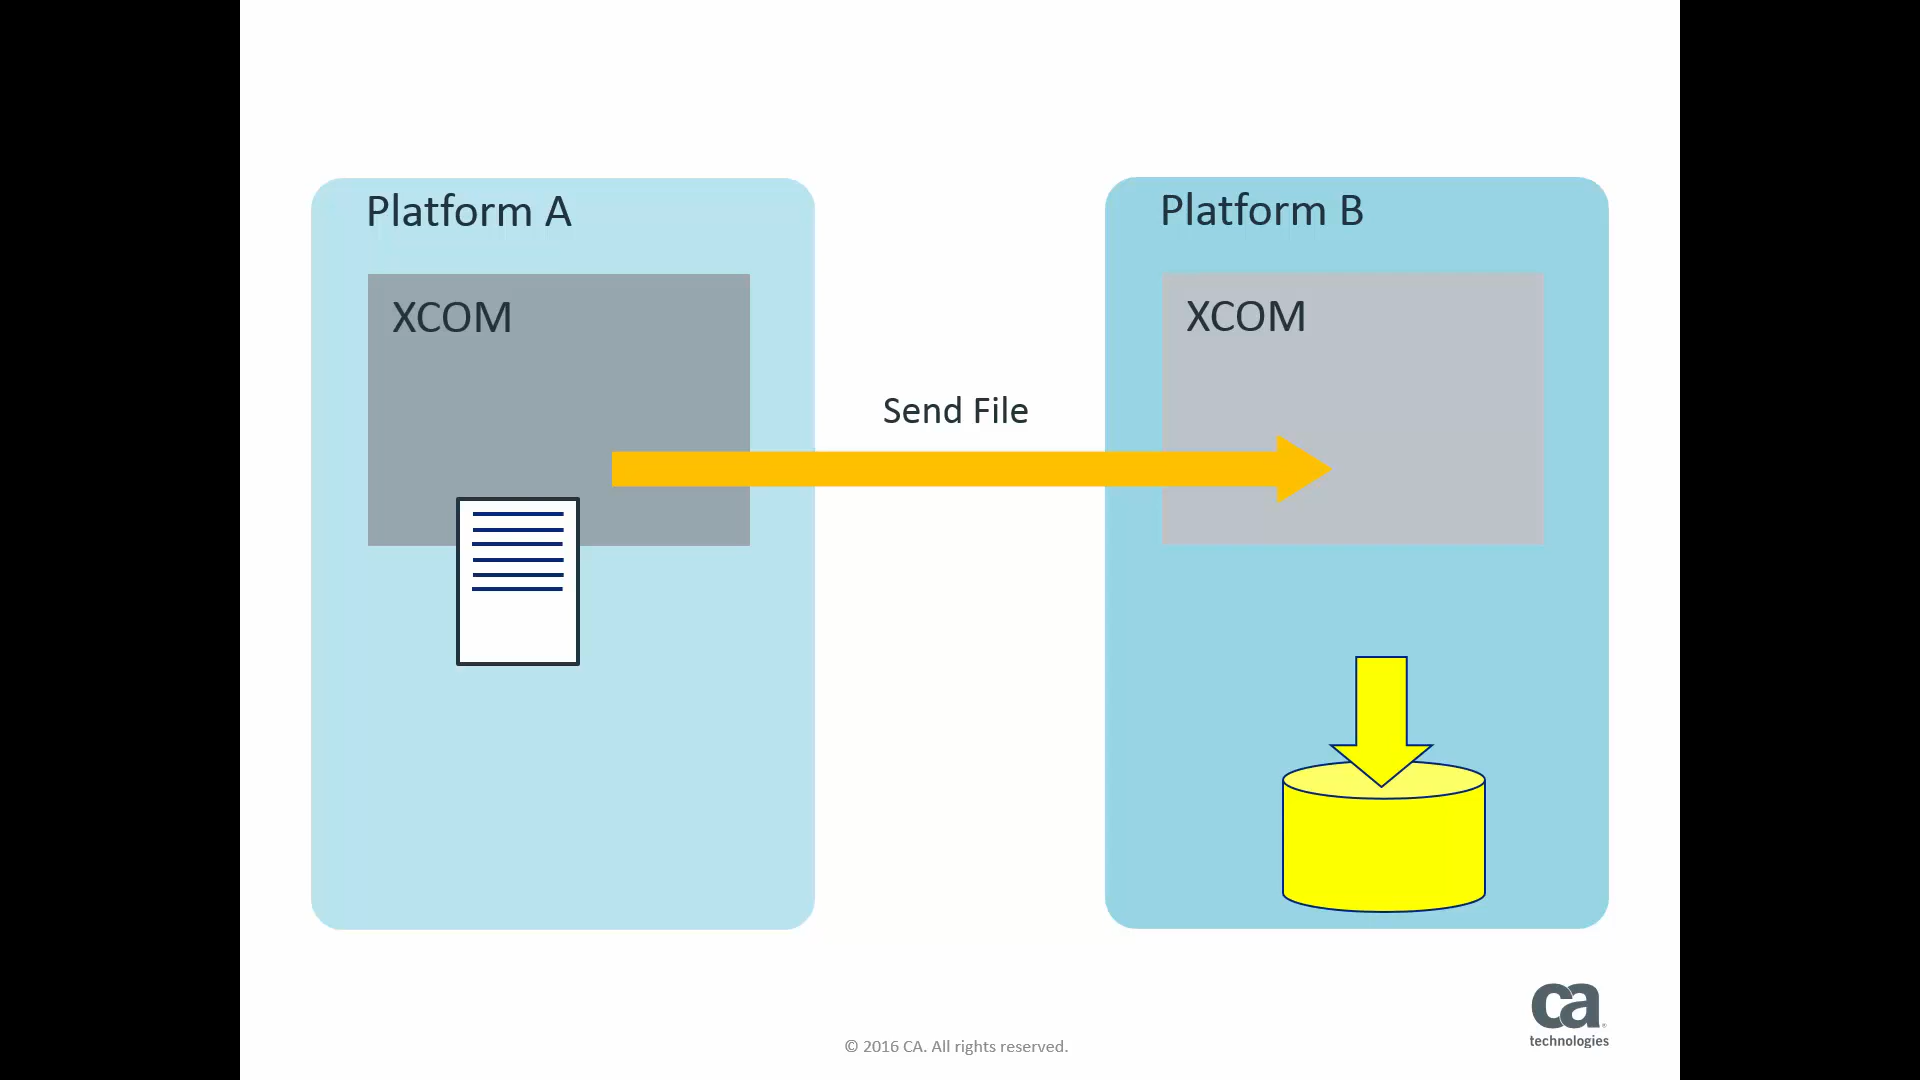 Platform A
Platform B
XCOM
XCOM
Send File
ca
technologies
© 2016 CA. All rights reserved.